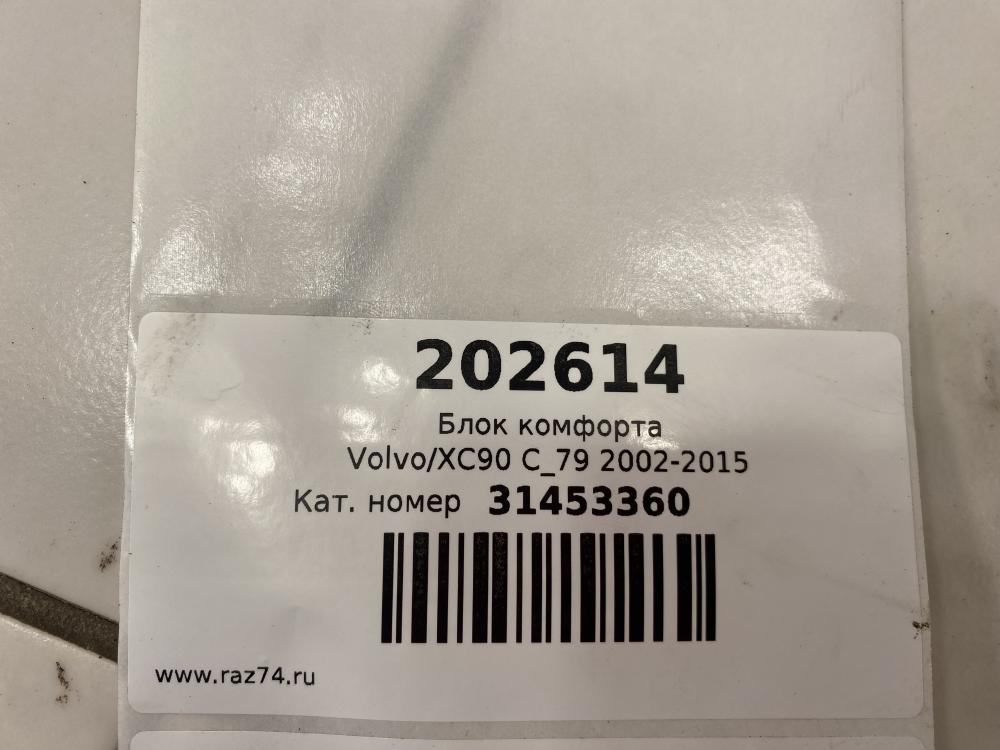 202614
Блок комфорта
Volvo/XC90 C_79 2002-2015
Кат. номер 31453360
www.raz74.ru